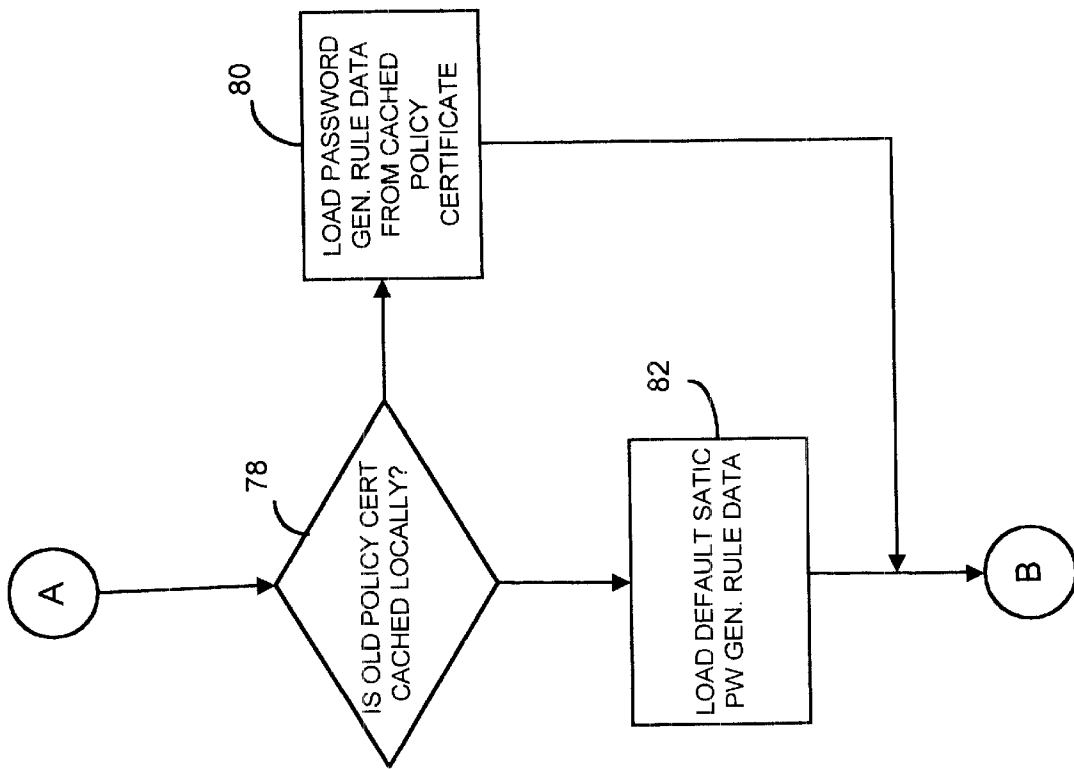 A
78
IS OLD POLICY CERT
CACHED LOCALLY?
80
LOAD PASSWORD
GEN. RULE DATA
FROM CACHED
POLICY
CERTIFICATE
82
LOAD DEFAULT SATIC
PW GEN. RULE DATA
B